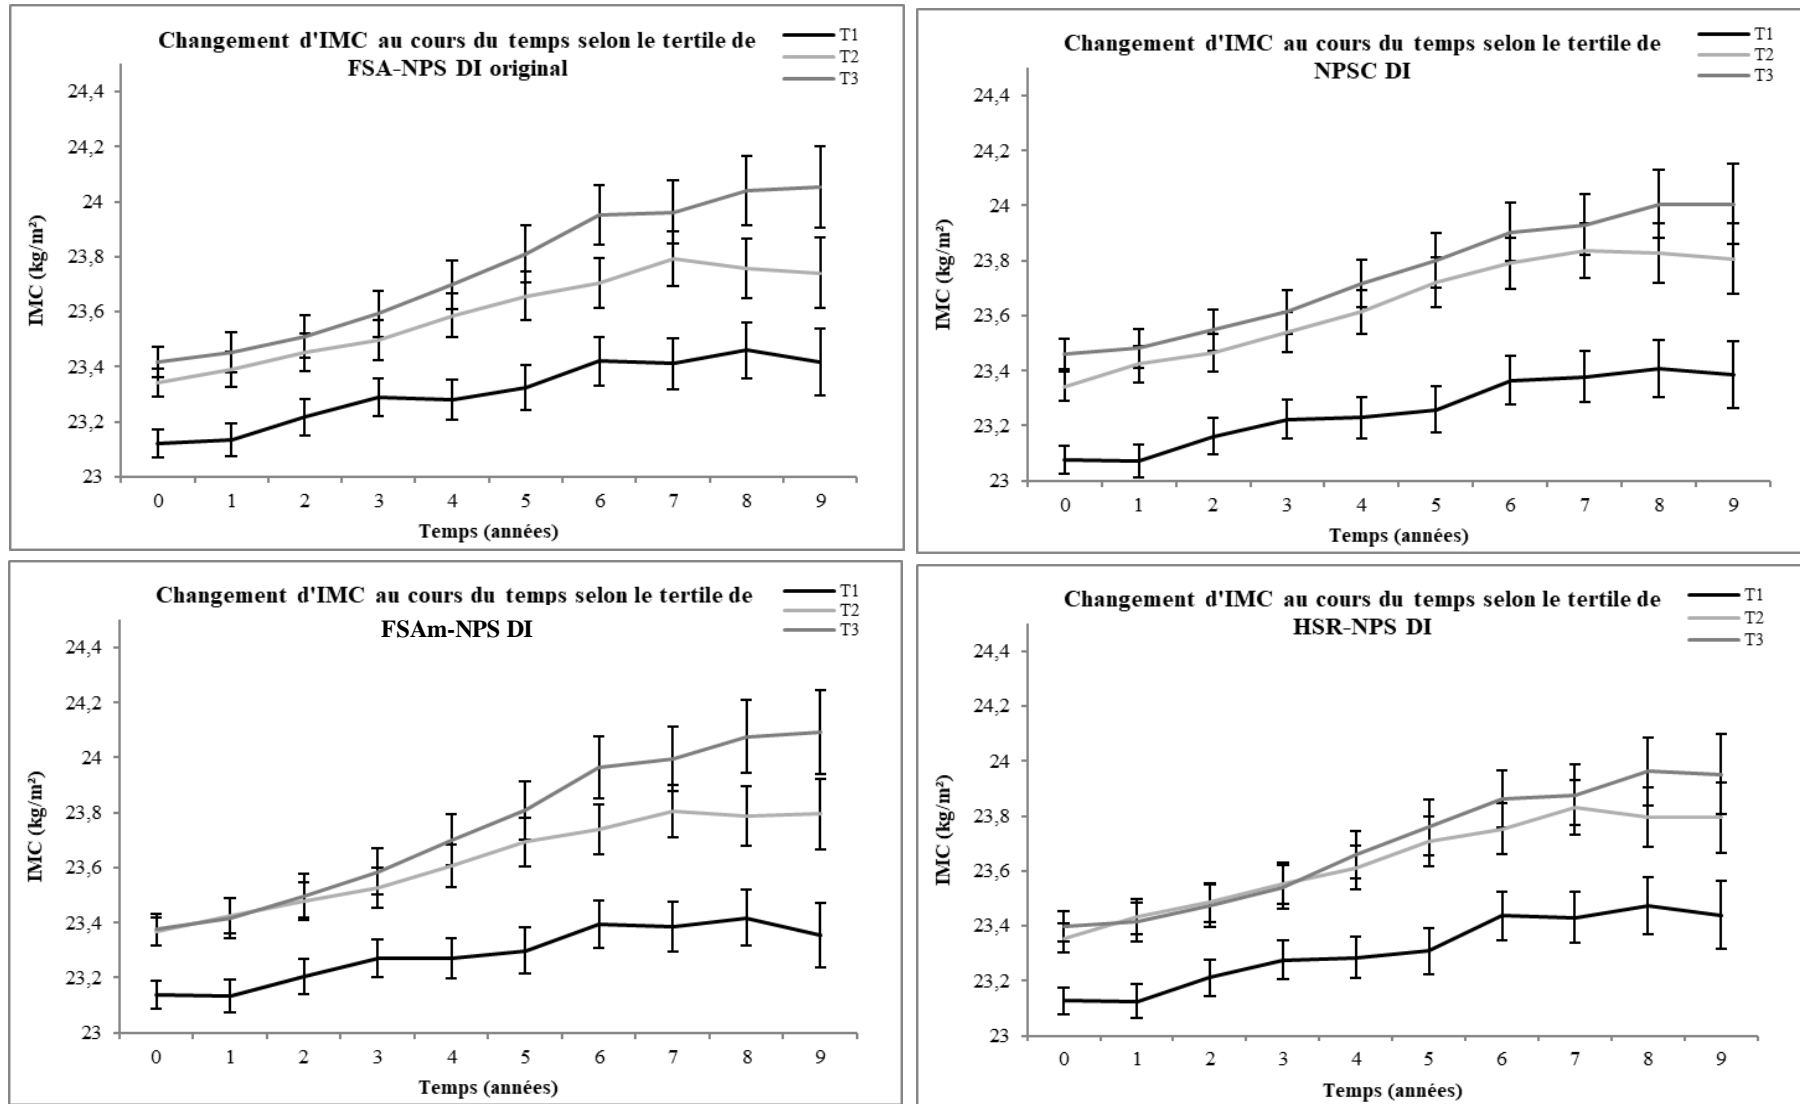 Changement d'IMC au cours du temps selon le tertile de
FSA-NPS DI original
T1
T2
T3
24,4
24,2
24
23,8
23,6
23,4
23,2
23
IMC (kg/m²)
0 1 2 3 4 5 6 7 8 9
Temps (années)
Changement d'IMC au cours du temps selon le tertile de
NPSC DI
T1
T2
T3
24,4
24,2
24
23,8
23,6
23,4
23,2
23
IMC (kg/m²)
0 1 2 3 4 5 6 7 8 9
Temps (années)
Changement d'IMC au cours du temps selon le tertile de
FSAm-NPS DI
T1
T2
T3
24,4
24,2
24
23,8
23,6
23,4
23,2
23
IMC (kg/m²)
0 1 2 3 4 5 6 7 8 9
Temps (années)
Changement d'IMC au cours du temps selon le tertile de
HSR-NPS DI
T1
T2
T3
24,4
24,2
24
23,8
23,6
23,4
23,2
23
IMC (kg/m²)
0 1 2 3 4 5 6 7 8 9
Temps (années)